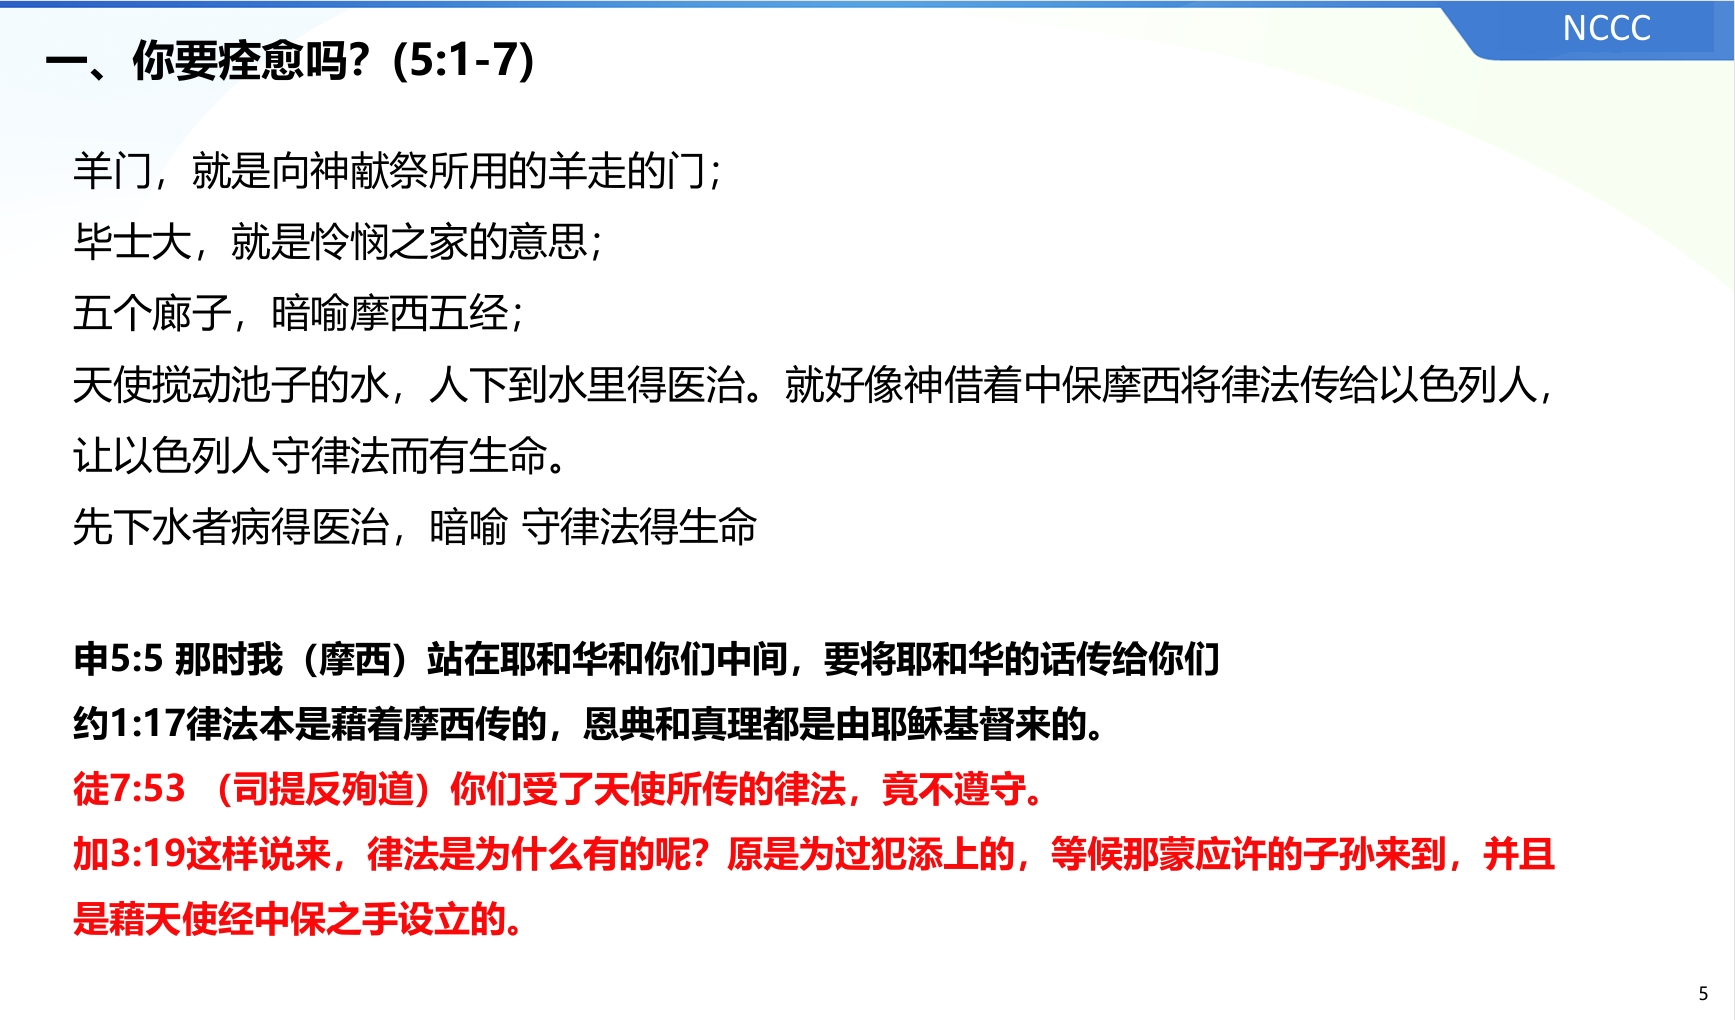 NCCC
一、你要痊愈吗？(5:1-7)
羊门，就是向神献祭所用的羊走的门；
毕士大，就是怜悯之家的意思；
五个廊子，暗喻摩西五经；
天使搅动池子的水，人下到水里得医治。就好像神借着中保摩西将律法传给以色列人，
让以色列人守律法而有生命。
先下水者病得医治，暗喻 守律法得生命
申5:5 那时我（摩西）站在耶和华和你们中间，要将耶和华的话传给你们
约1:17律法本是藉着摩西传的，恩典和真理都是由耶稣基督来的。
徒7:53 （司提反殉道）你们受了天使所传的律法，竟不遵守。
加3:19这样说来，律法是为什么有的呢？原是为过犯添上的，等候那蒙应许的子孙来到，并且
是藉天使经中保之手设立的。
5